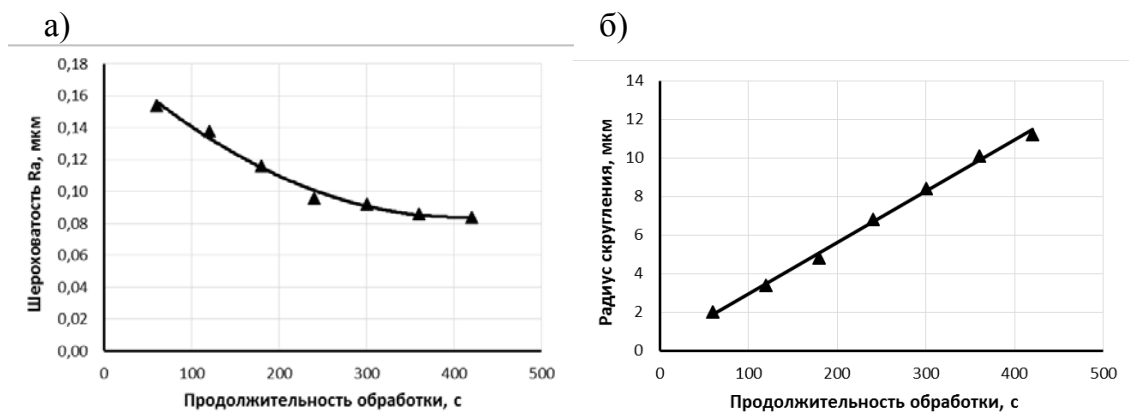 а)
Шероховатость Ra, мкм
0,18
0,16
0,14
0,12
0,10
0,08
0,06
0,04
0,02
0,00
0 100 200 300 400 500
Продолжительность обработки, с
б)
Радиус скругления, мкм
14
12
10
8
6
4
2
0
0 100 200 300 400 500
Продолжительность обработки, с